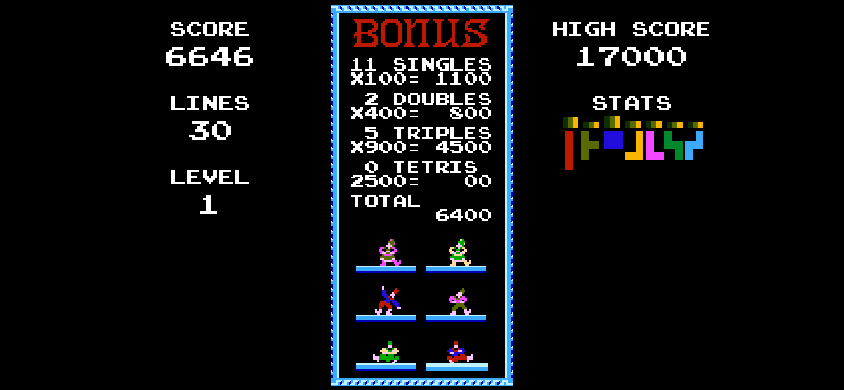 SCORE
6646
LINES
30
LEVEL
1
BONUS
11 SINGLES
X100= 1100
2 DOUBLES
X400= 800
5 TRIPLES
X900= 4500
0 TETRIS
2500= 00
TOTAL
6400
HIGH SCORE
17000
STATS